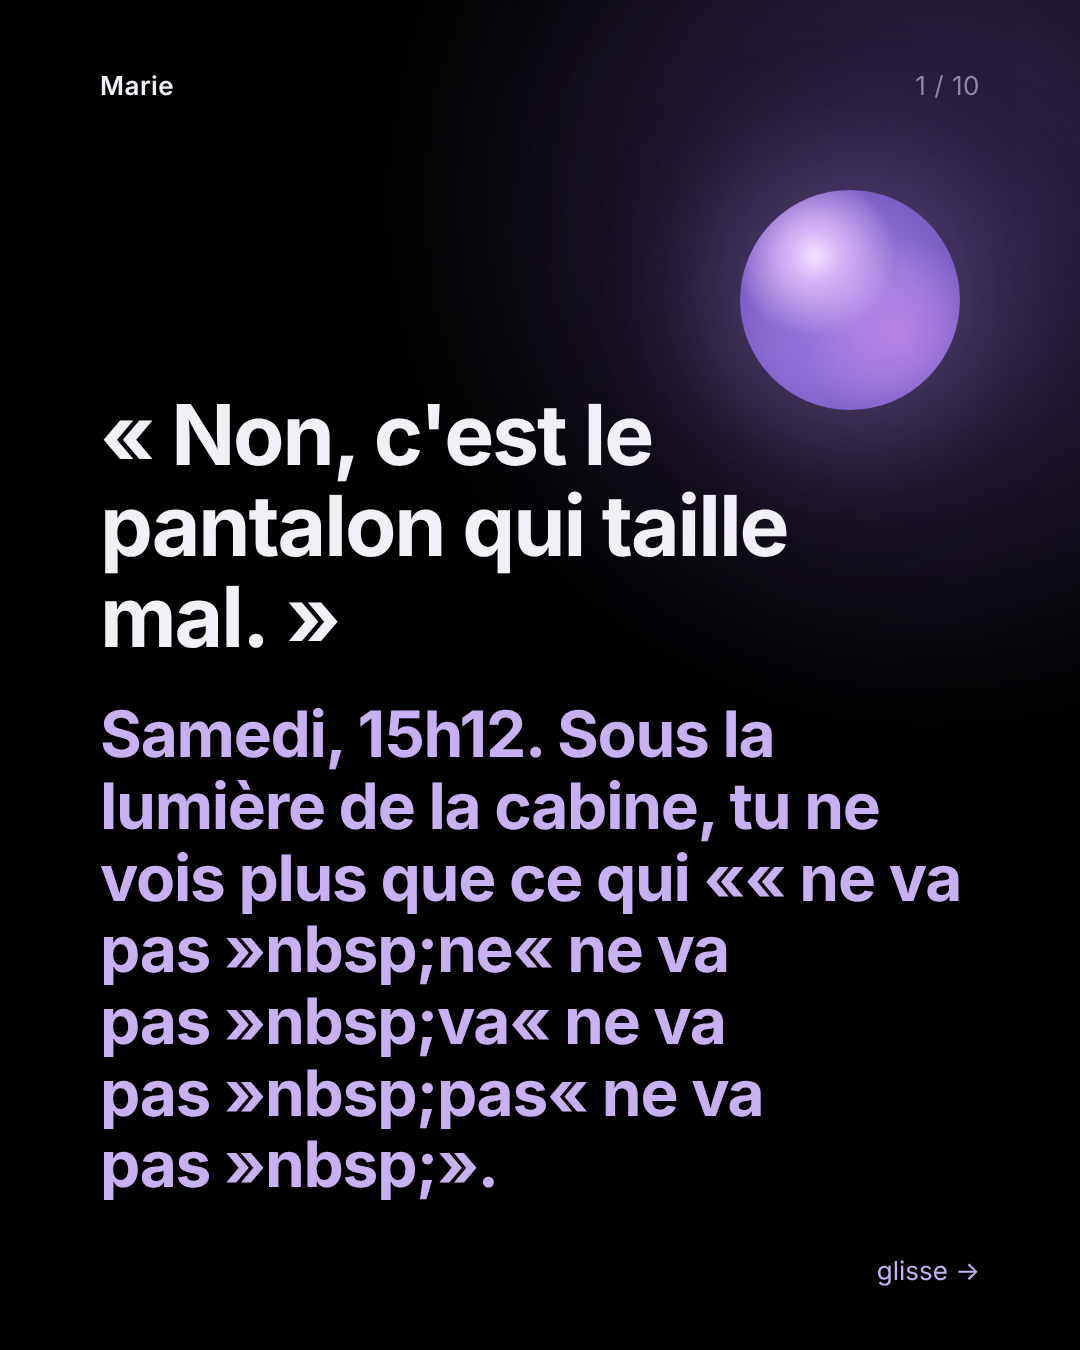 Marie
1 / 10
« Non, c'est le
pantalon qui taille
mal. »
Samedi, 15h12. Sous la
lumière de la cabine, tu ne
vois plus que ce qui «« ne va
pas »nbsp;ne« ne va
pas »nbsp;va« ne va
pas »nbsp;pas« ne va
pas »nbsp;».
glisse →